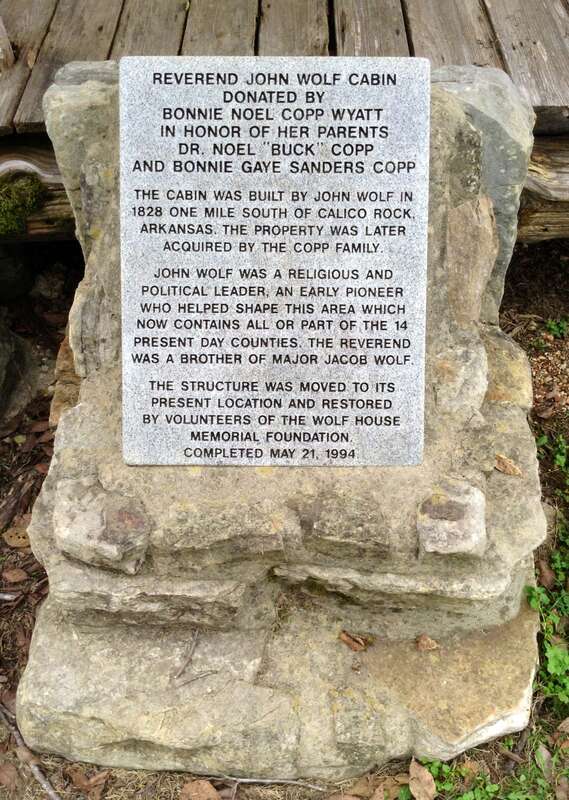 REVEREND JOHN WOLF CABIN
DONATED BY
BONNIE NOEL COPP WYATT
IN HONOR OF HER PARENTS
DR. NOEL "BUCK" COPP
AND BONNIE GAYE SANDERS COPP
THE CABIN WAS BUILT BY JOHN WOLF IN
1828 ONE MILE SOUTH OF CALICO ROCK,
ARKANSAS. THE PROPERTY WAS LATER
ACQUIRED BY THE COPP FAMILY.
JOHN WOLF WAS A RELIGIOUS AND
POLITICAL LEADER, AN EARLY PIONEER
WHO HELPED SHAPE THIS AREA WHICH
NOW CONTAINS ALL OR PART OF THE 14
PRESENT DAY COUNTIES. THE REVEREND
WAS A BROTHER OF MAJOR JACOB WOLF.
THE STRUCTURE WAS MOVED TO ITS
PRESENT LOCATION AND RESTORED
BY VOLUNTEERS OF THE WOLF HOUSE
MEMORIAL FOUNDATION.
COMPLETED MAY 21, 1994